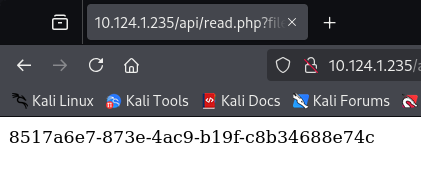 10.124.1.235/api/read.php?fil
10.124.1.235/
Kali Linux Kali Tools Kali Docs Kali Forums
8517a6e7-873e-4ac9-b19f-c8b34688e74c